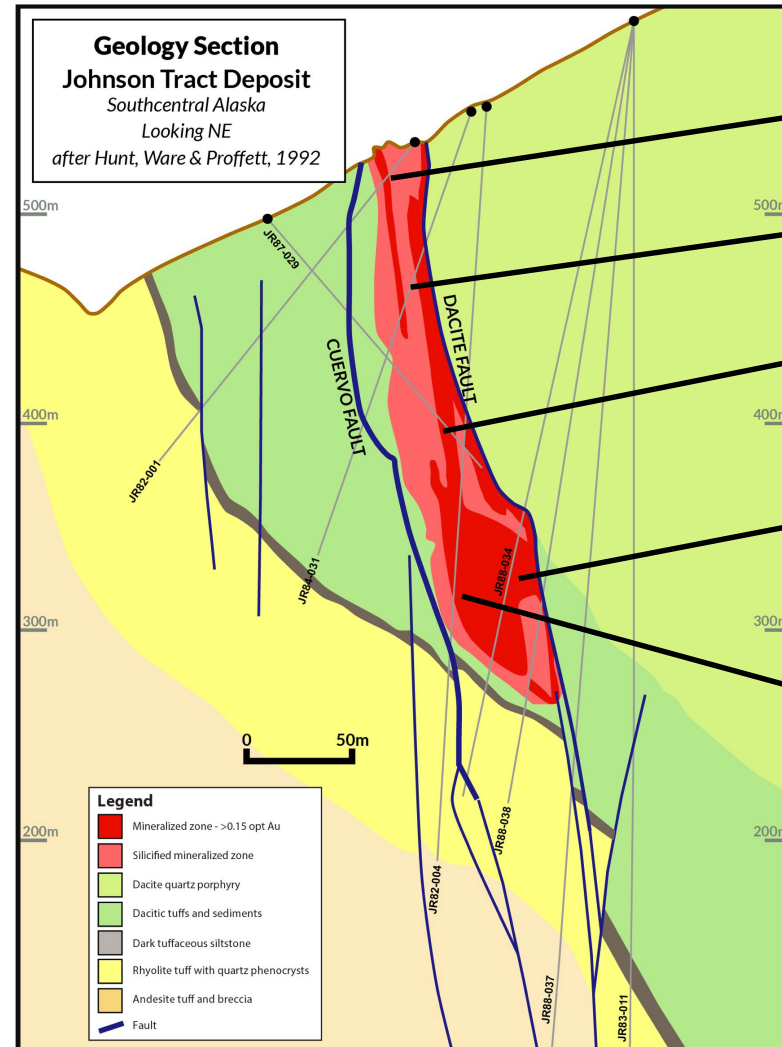 Geology Section
Johnson Tract Deposit
Southcentral Alaska
Looking NE
after Hunt, Ware & Proffett, 1992
500m
500m
JR87-029
DACITE FAULT
CUERVO FAULT
400m
400m
JR82-001
JR84-031
JR88-034
300m
300m
0 50m
Legend
Mineralized zone - >0.15 opt Au
Silicified mineralized zone
Dacite quartz porphyry
Dacitic tuffs and sediments
Dark tuffaceous siltstone
Rhyolite tuff with quartz phenocrysts
Andesite tuff and breccia
Fault
200m
200m
JR88-038
JR82-004
JR88-037
JR83-011